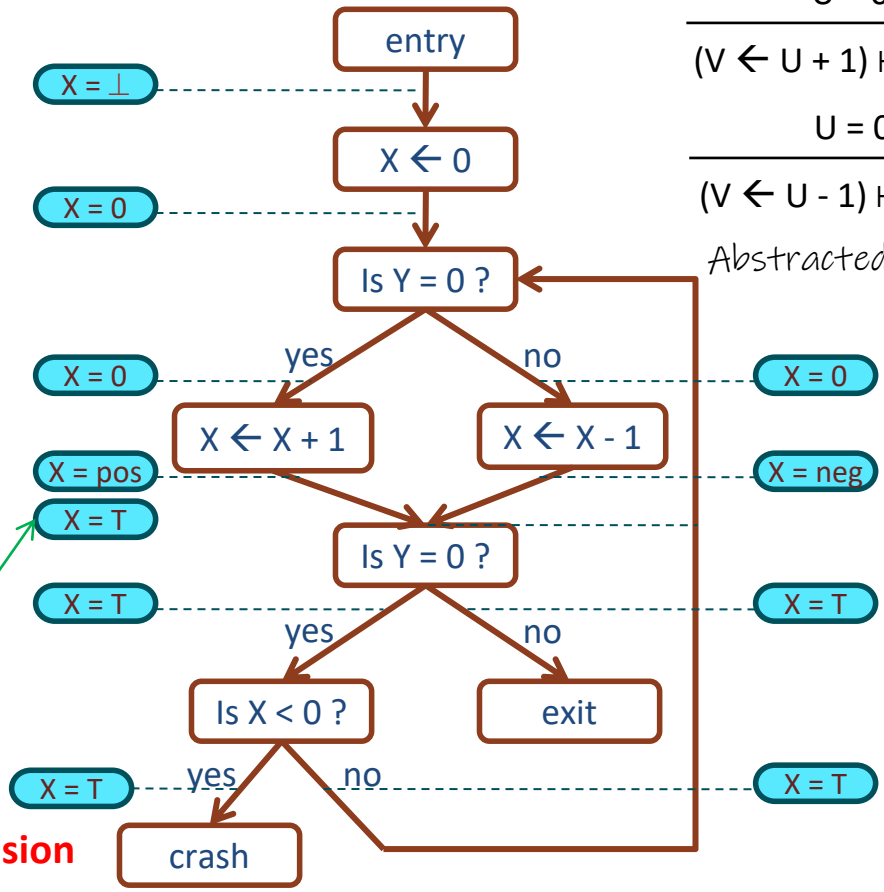 entry
X = ⊥
(V ← U + 1)
X ← 0
U = 0
X = 0
(V ← U - 1)
Is Y = 0 ?
Abstracted
yes
no
X = 0
X = 0
X ← X + 1
X ← X - 1
X = pos
X = neg
X = T
Is Y = 0 ?
X = T
X = T
yes
no
Is X < 0 ?
exit
yes
no
X = T
X = T
sion
crash